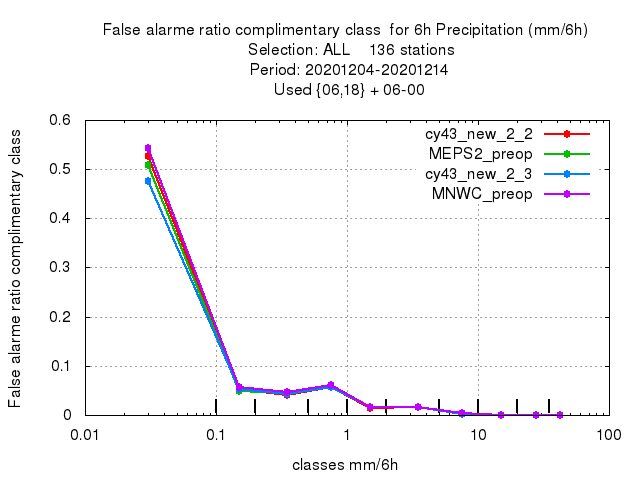 False alarme ratio complimentary class  for 6h Precipitation (mm/6h)
Selection: ALL    136 stations
Period: 20201204-20201214
Used {06,18} + 06-00
False alarme ratio complimentary class
0.6
0.5
0.4
0.3
0.2
0.1
0
cy43_new_2_2
MEPS2_preop
cy43_new_2_3
MNWC_preop
0.01 0.1 1 10 100
classes mm/6h